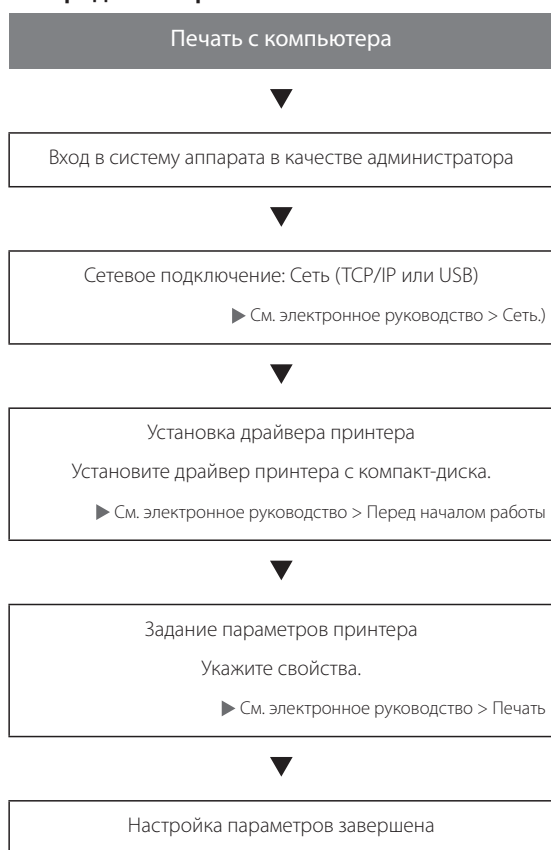 Печать с компьютера
Вход в систему аппарата в качестве администратора
Сетевое подключение: Сеть (TCP/IP или USB)
▶ См. электронное руководство > Сеть.)
Установка драйвера принтера
Установите драйвер принтера с компакт-диска.
▶ См. электронное руководство > Перед началом работы
Задание параметров принтера
Укажите свойства.
▶ См. электронное руководство > Печать
Настройка параметров завершена